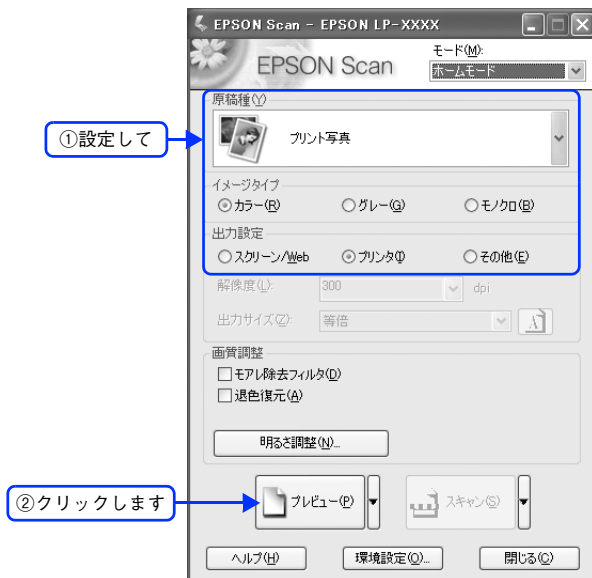 EPSON Scan - EPSON LP-XXXX
EPSON Scan
モード(M):
ホームモード
原稿種(Y)
①設定して
プリント写真
イメージタイプ
カラー(R) グレー(G) モノクロ(B)
出力設定
スクリーン/Web プリンタ(I) その他(E)
解像度(L): 300 dpi
出力サイズ(Z): 等倍
画質調整
モアレ除去フィルタ(D)
退色復元(A)
明るさ調整(N)...
②クリックします
プレビュー(P) スキャン(S)
ヘルプ(H) 環境設定(O)... 閉じる(C)